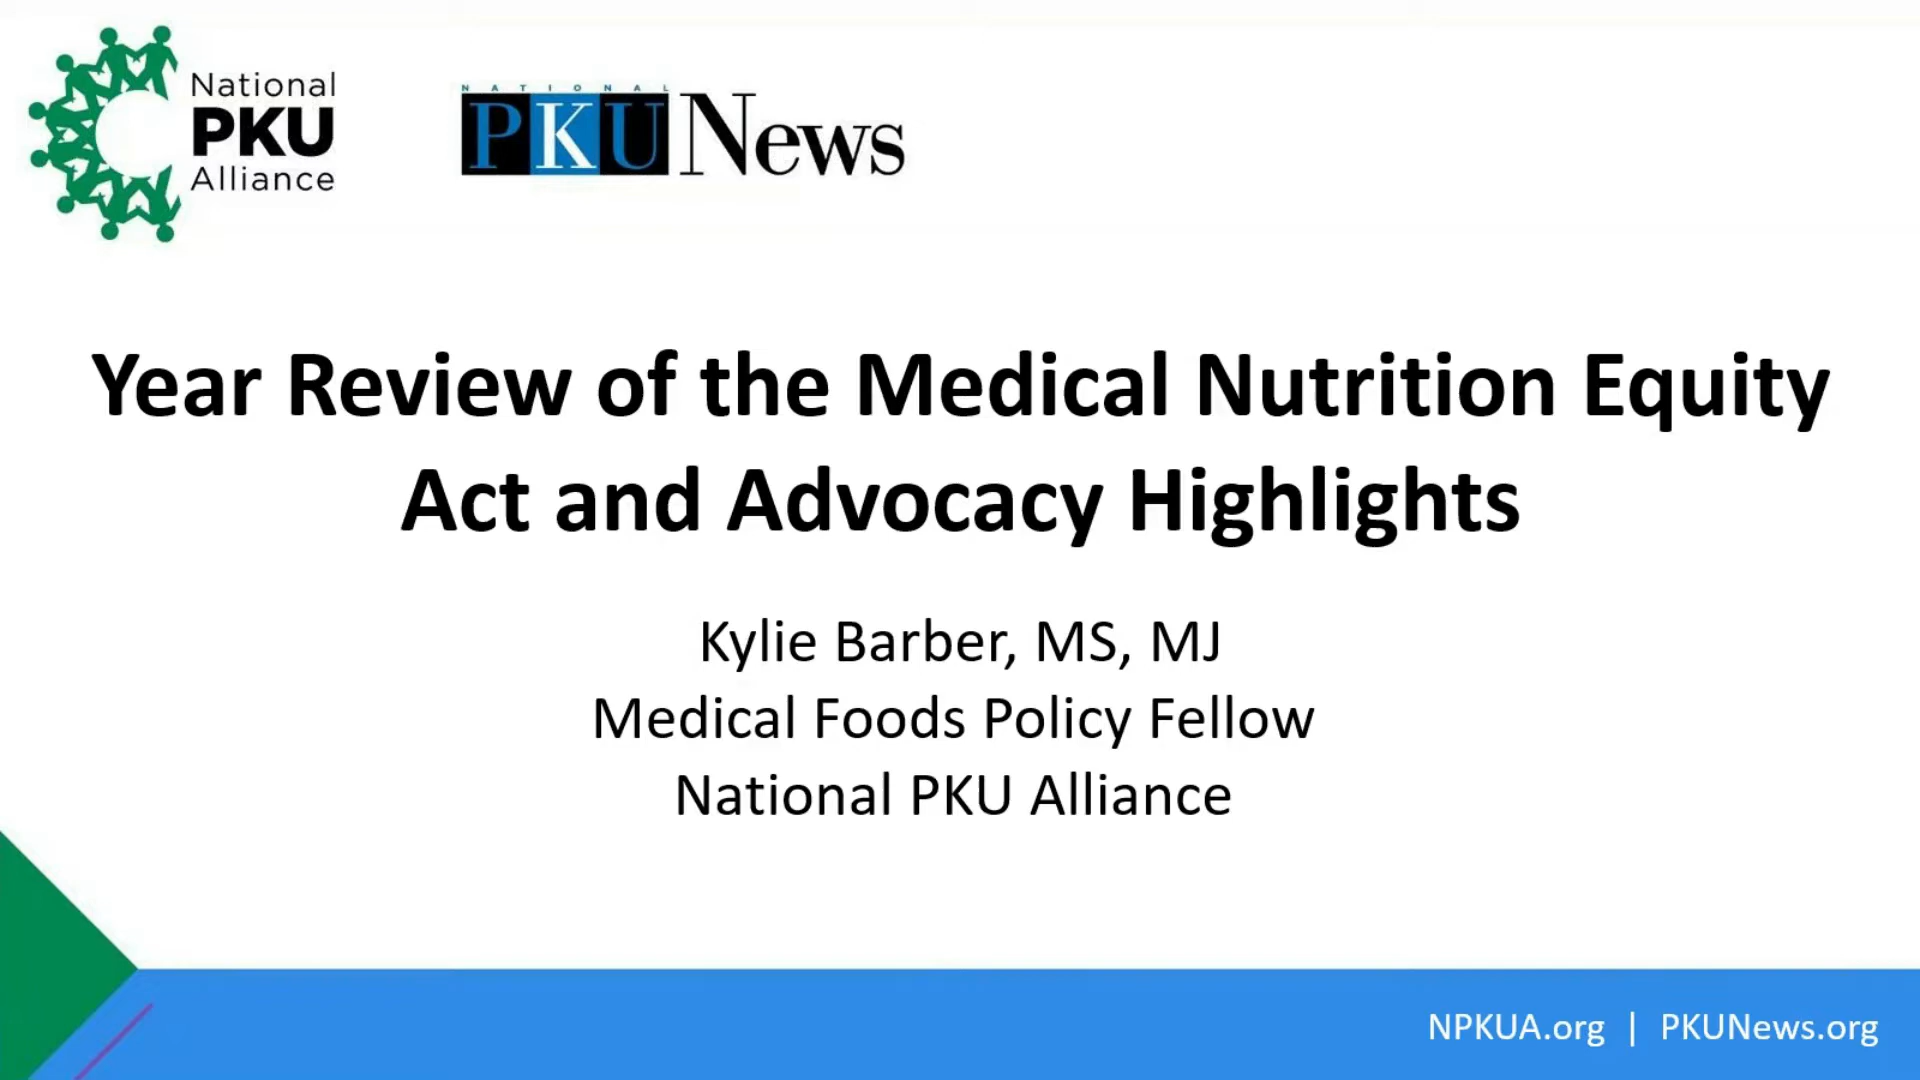 National
PKU
Alliance
NATIONAL
PKU News
Year Review of the Medical Nutrition Equity
Act and Advocacy Highlights
Kylie Barber, MS, MJ
Medical Foods Policy Fellow
National PKU Alliance
NPKUA.org | PKUNews.org